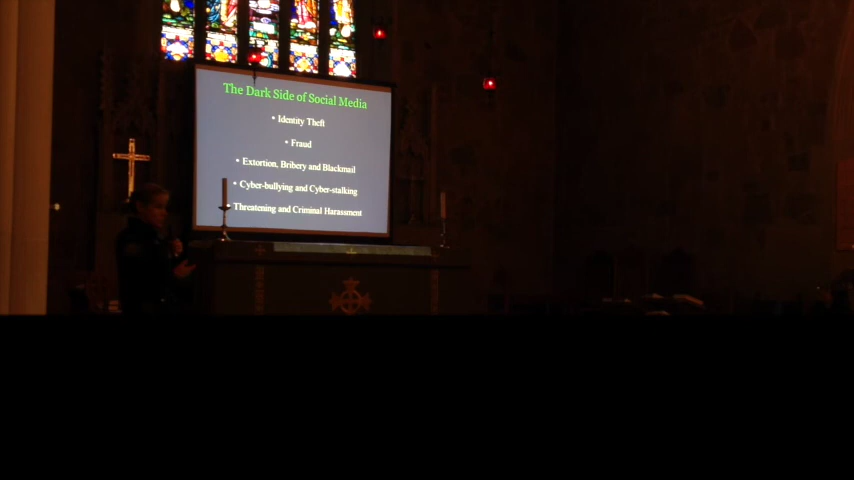 The Dark Side of Social Media
• Identity Theft
• Fraud
• Extortion, Bribery and Blackmail
• Cyber-bullying and Cyber-stalking
Threatening and Criminal Harassment